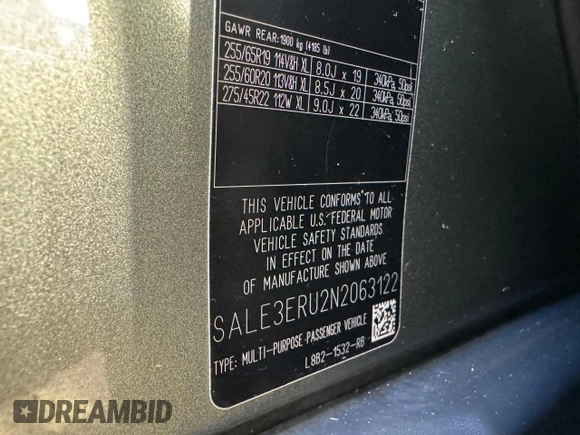 GAWR REAR:1900 kg (4185 lb)
255/65R19 114V&H XL 8.0J x 19 340kPa, 50psi
255/60R20 113V&H XL 8.5J x 20 340kPa, 50psi
275/45R22 112W XL 9.0J x 22 340kPa, 50psi
THIS VEHICLE CONFORMS TO ALL
APPLICABLE U.S. FEDERAL MOTOR
VEHICLE SAFETY STANDARDS
IN EFFECT ON THE DATE
OF MANUFACTURE SHOWN ABOVE
SALE3ERU2N2063122
TYPE: MULTI-PURPOSE PASSENGER VEHICLE
L8B2-1532-RB
DREAMBID